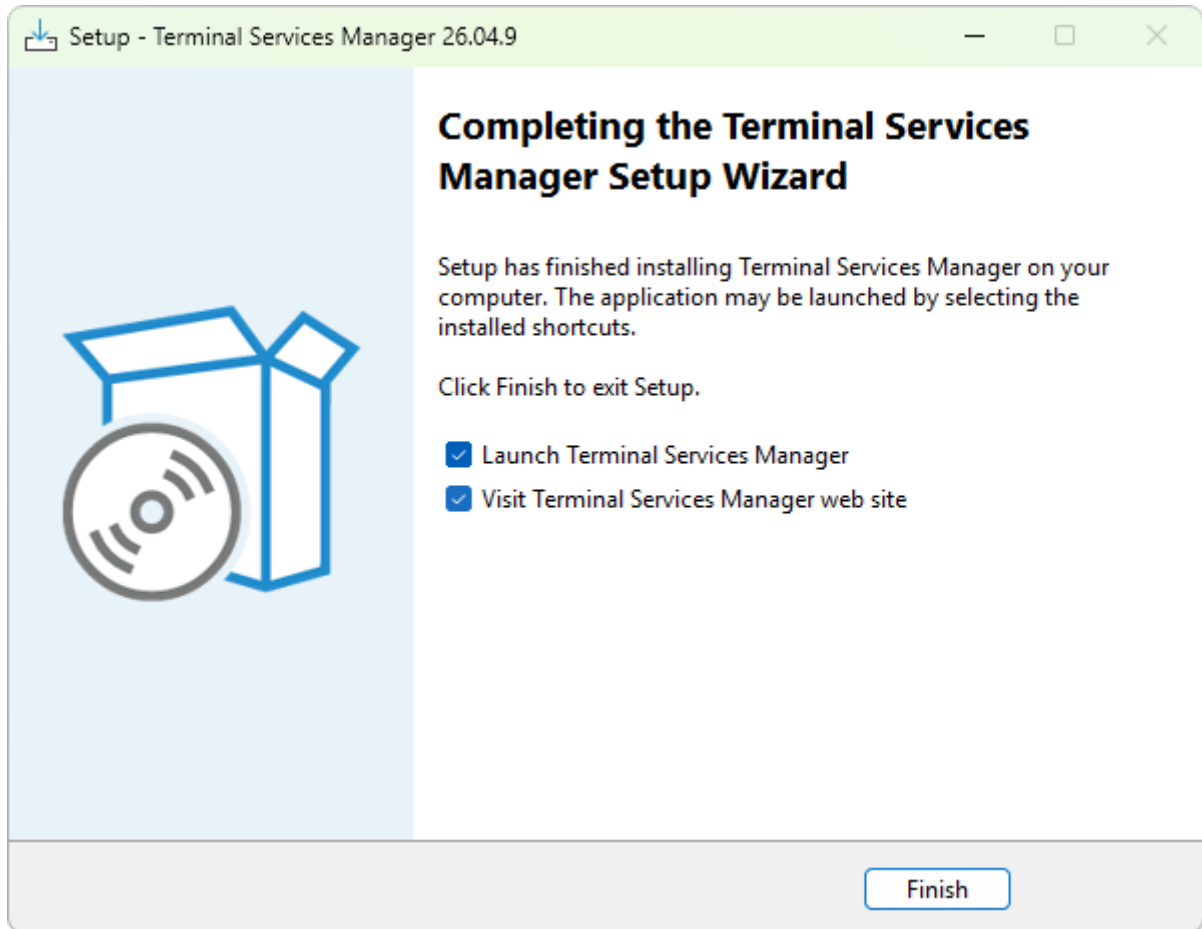 Setup - Terminal Services Manager 26.04.9
Completing the Terminal Services
Manager Setup Wizard
Setup has finished installing Terminal Services Manager on your
computer. The application may be launched by selecting the
installed shortcuts.
Click Finish to exit Setup.
Launch Terminal Services Manager
Visit Terminal Services Manager web site
Finish